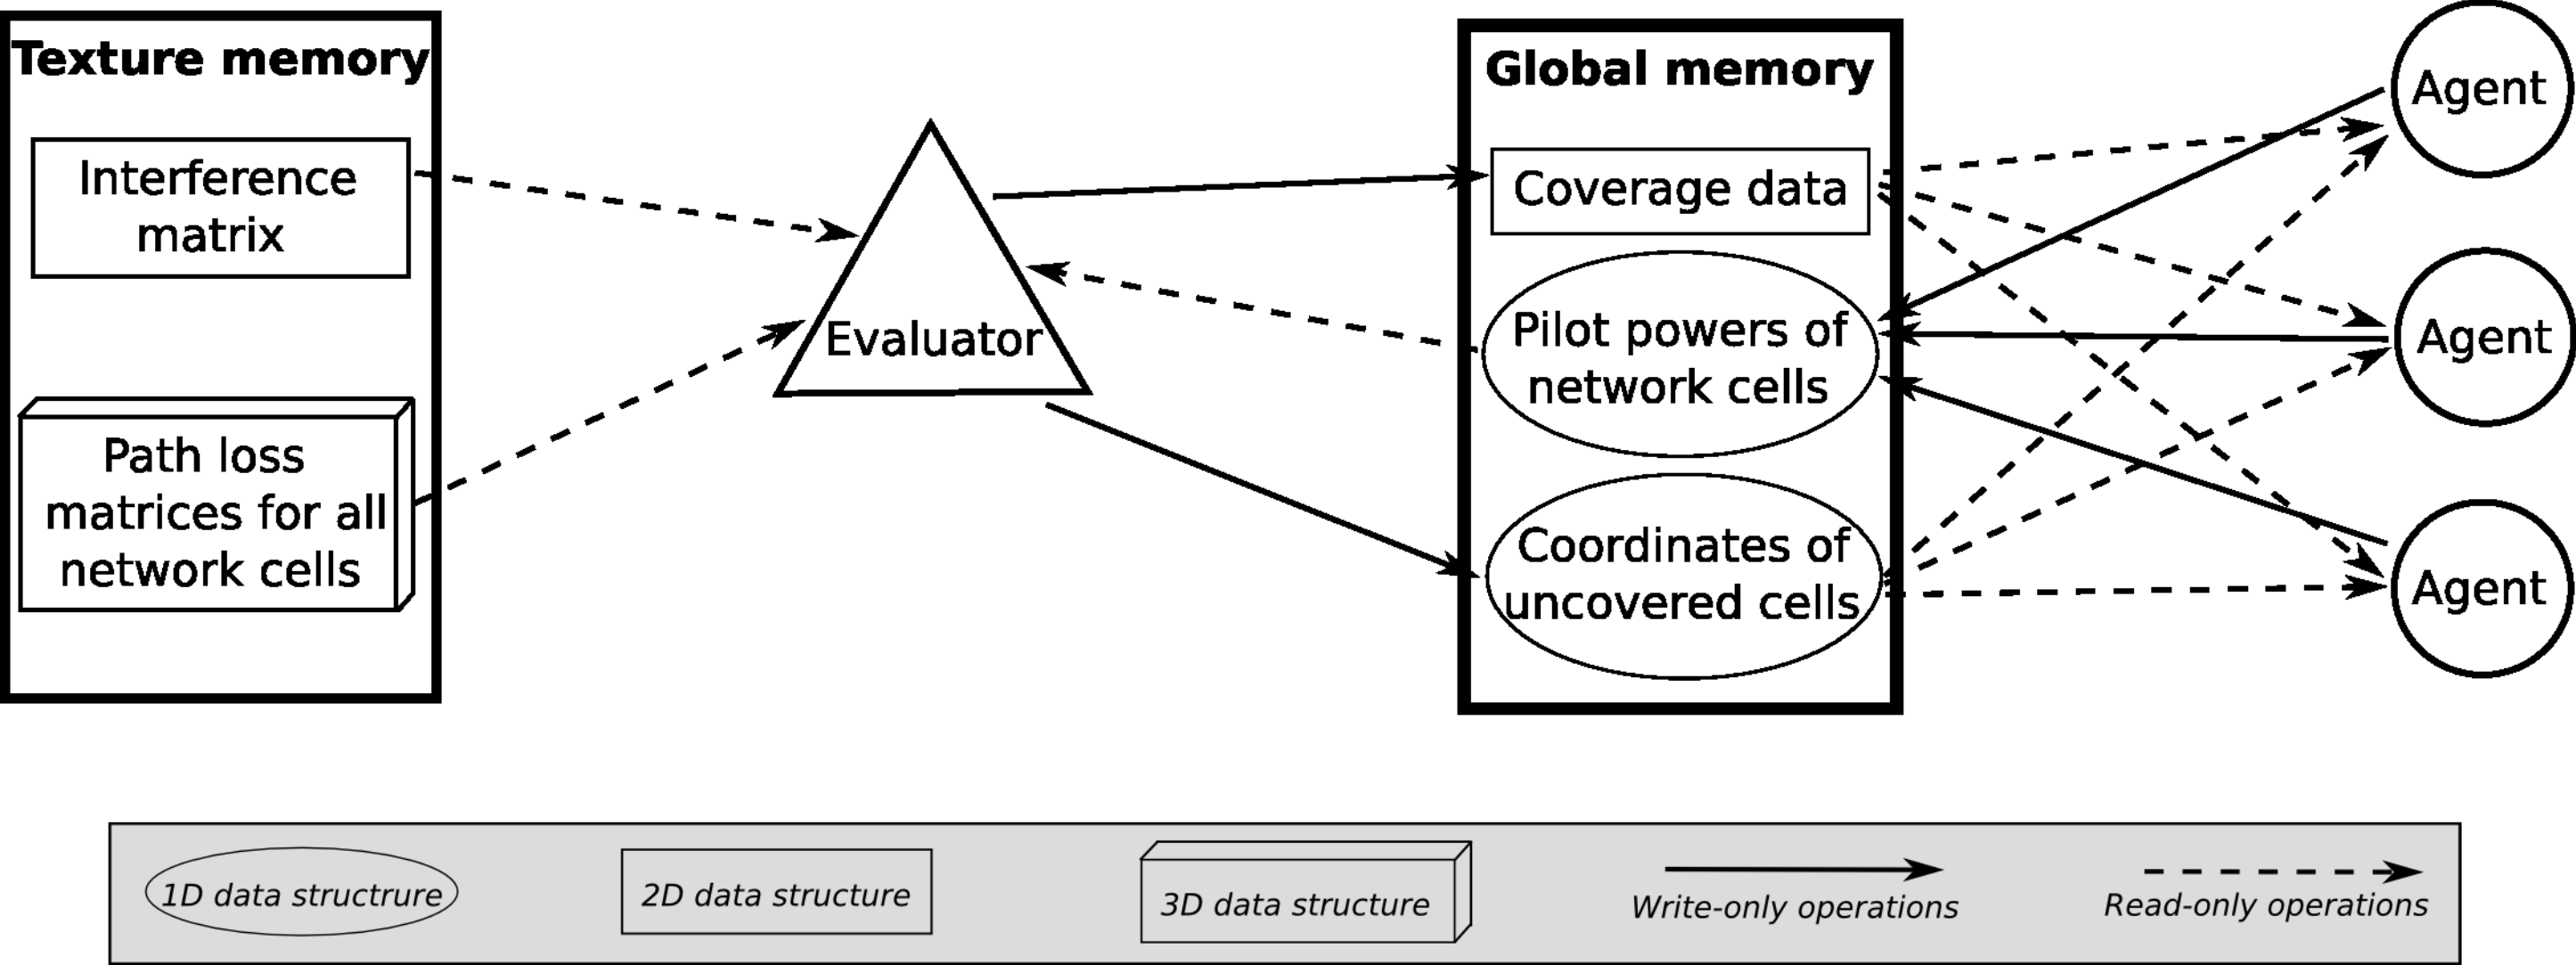 Texture memory
Interference
matrix
Path loss
matrices for all
network cells
Evaluator
Global memory
Coverage data
Pilot powers of
network cells
Coordinates of
uncovered cells
Agent
Agent
Agent
1D data structrure
2D data structure
3D data structure
Write-only operations
Read-only operations